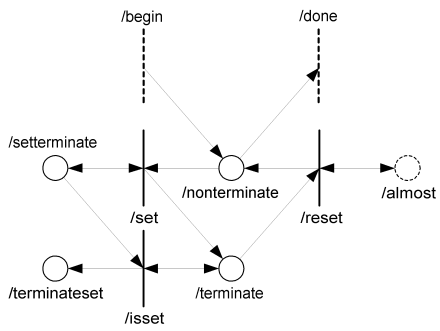 /begin
/done
/setterminate
/nonterminate
/almost
/set
/reset
/terminateset
/terminate
/isset